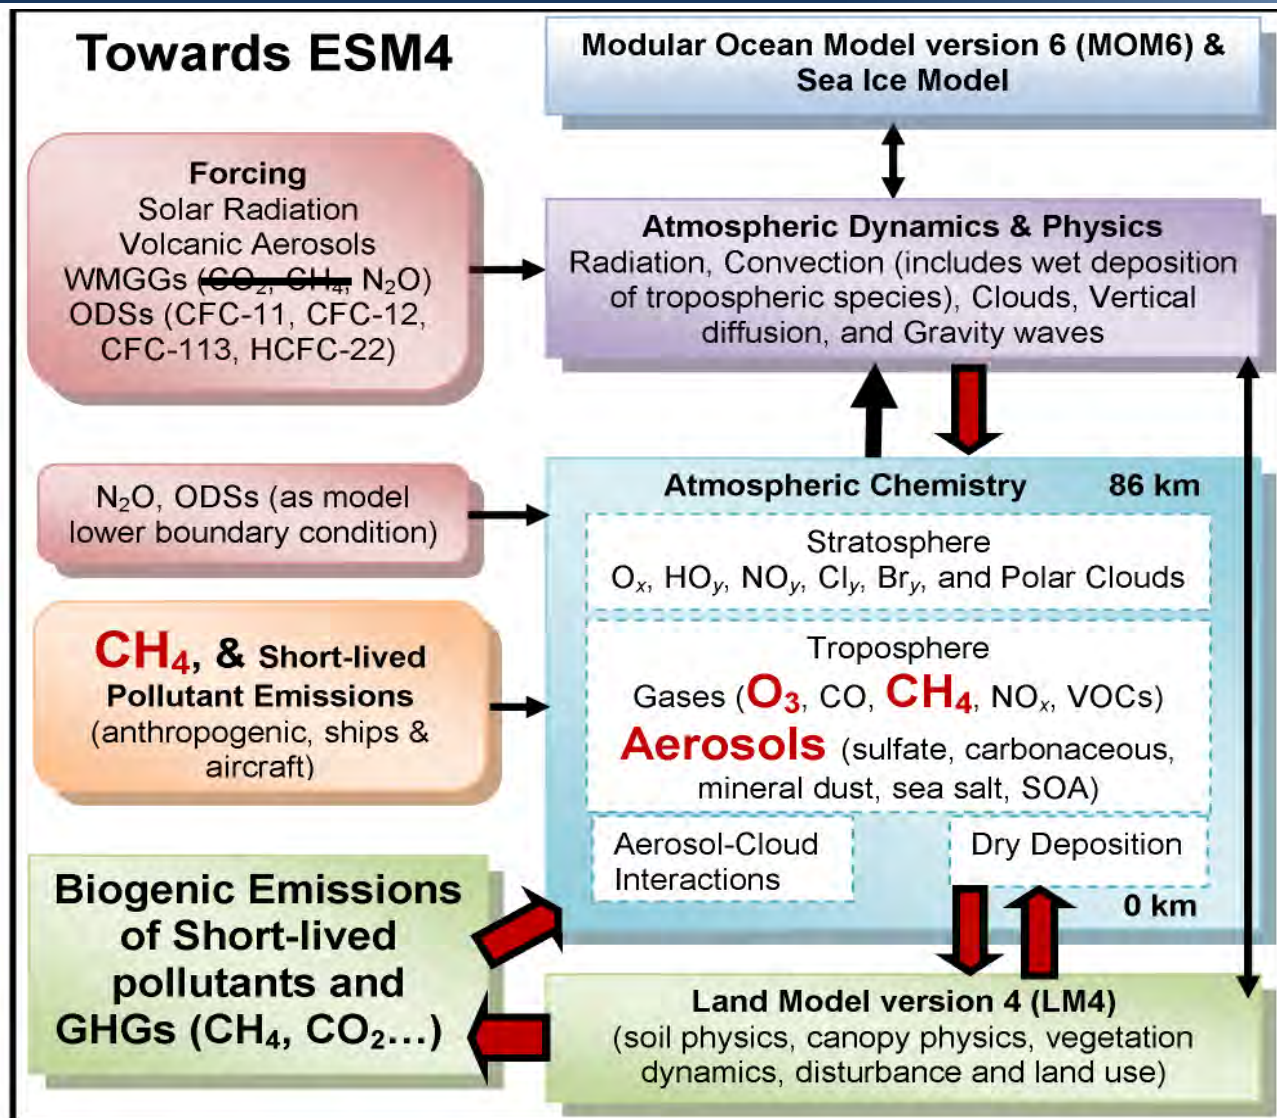 Towards ESM4
Modular Ocean Model version 6 (MOM6) &
Sea Ice Model
Forcing
Solar Radiation
Volcanic Aerosols
WMGGs (CO₂, CH₄, N₂O)
ODSs (CFC-11, CFC-12,
CFC-113, HCFC-22)
Atmospheric Dynamics & Physics
Radiation, Convection (includes wet deposition
of tropospheric species), Clouds, Vertical
diffusion, and Gravity waves
N₂O, ODSs (as model
lower boundary condition)
Atmospheric Chemistry 86 km
Stratosphere
Oₓ, HOy, NOy, Cly, Bry, and Polar Clouds
CH₄, & Short-lived
Pollutant Emissions
(anthropogenic, ships &
aircraft)
Troposphere
Gases (O₃, CO, CH₄, NOₓ, VOCs)
Aerosols (sulfate, carbonaceous,
mineral dust, sea salt, SOA)
Aerosol-Cloud
Interactions
Dry Deposition
0 km
Biogenic Emissions
of Short-lived
pollutants and
GHGs (CH₄, CO₂...)
Land Model version 4 (LM4)
(soil physics, canopy physics, vegetation
dynamics, disturbance and land use)